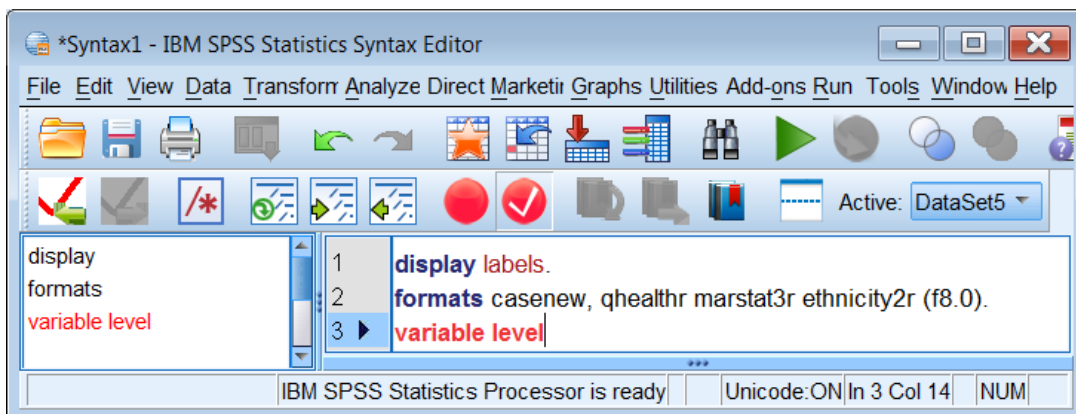 *Syntax1 - IBM SPSS Statistics Syntax Editor
File Edit View Data Transforr Analyze Direct Marketir Graphs Utilities Add-ons Run Tools Window Help
/*
Active: DataSet5
display
formats
variable level
1 display labels.
2 formats casenew, qhealthr marstat3r ethnicity2r (f8.0).
3 variable level
IBM SPSS Statistics Processor is ready Unicode:ON In 3 Col 14 NUM